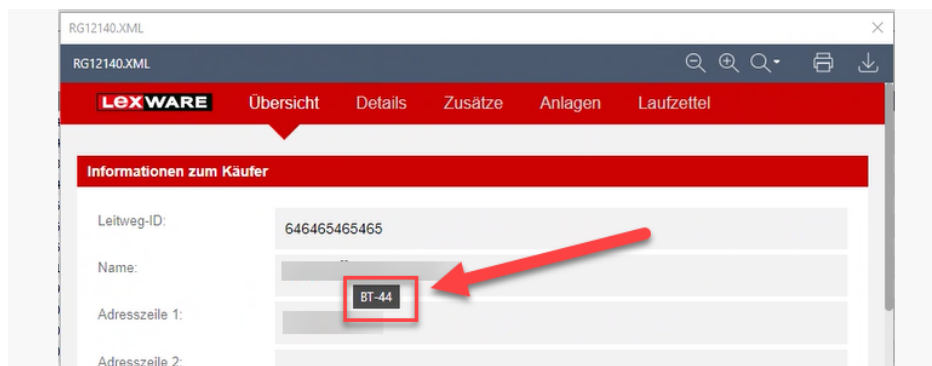 RG12140.XML
RG12140.XML
LEXWARE Übersicht Details Zusätze Anlagen Laufzettel
Informationen zum Käufer
Leitweg-ID: 646465465465
Name:
BT-44
Adresszeile 1:
Adresszeile 2: